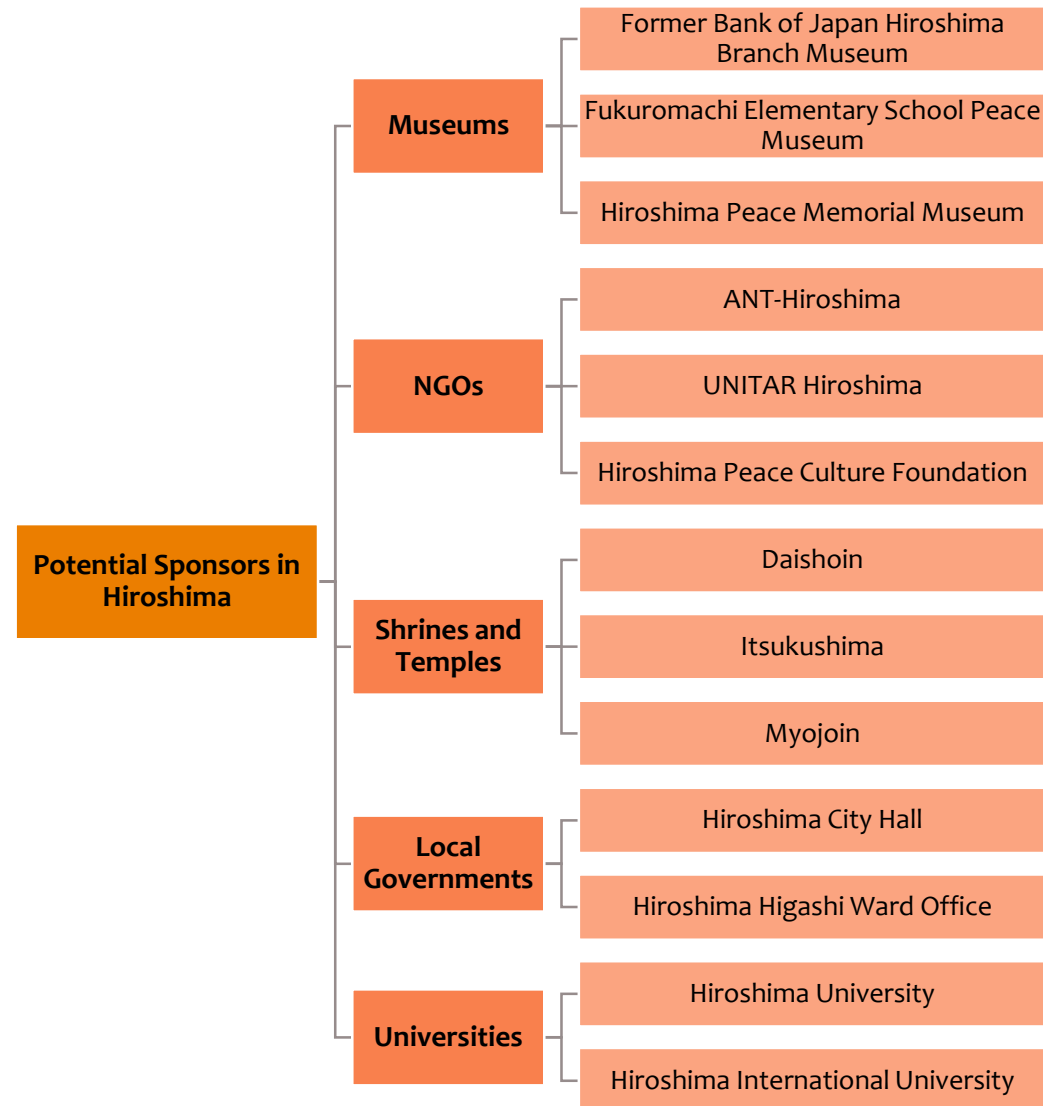 Potential Sponsors in
Hiroshima
Museums
Former Bank of Japan Hiroshima
Branch Museum
Fukuromachi Elementary School Peace
Museum
Hiroshima Peace Memorial Museum
NGOs
ANT-Hiroshima
UNITAR Hiroshima
Hiroshima Peace Culture Foundation
Shrines and
Temples
Daishoin
Itsukushima
Myojoin
Local
Governments
Hiroshima City Hall
Hiroshima Higashi Ward Office
Universities
Hiroshima University
Hiroshima International University